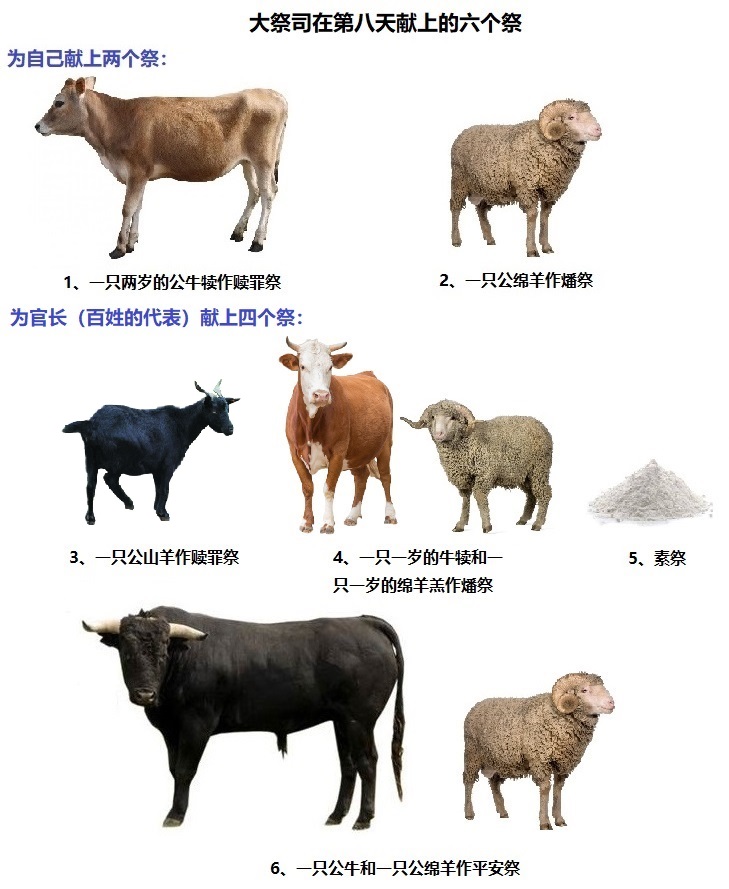 大祭司在第八天献上的六个祭
为自己献上两个祭：
1、一只两岁的公牛犊作赎罪祭
2、一只公绵羊作燔祭
为官长（百姓的代表）献上四个祭：
3、一只公山羊作赎罪祭
4、一只一岁的牛犊和一
只一岁的绵羊羔作燔祭
5、素祭
6、一只公牛和一只公绵羊作平安祭